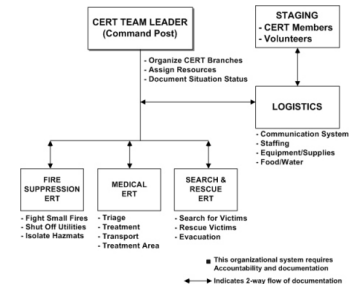 CERT TEAM LEADER
(Command Post)
STAGING
- CERT Members
- Volunteers
- Organize CERT Branches
- Assign Resources
- Document Situation Status
LOGISTICS
- Communication System
- Staffing
- Equipment/Supplies
- Food/Water
FIRE
SUPPRESSION
ERT
- Fight Small Fires
- Shut Off Utilities
- Isolate Hazmats
MEDICAL
ERT
- Triage
- Treatment
- Transport
- Treatment Area
SEARCH &
RESCUE
ERT
- Search for Victims
- Rescue Victims
- Evacuation
■ This organizational system requires
Accountability and documentation
Indicates 2-way flow of documentation